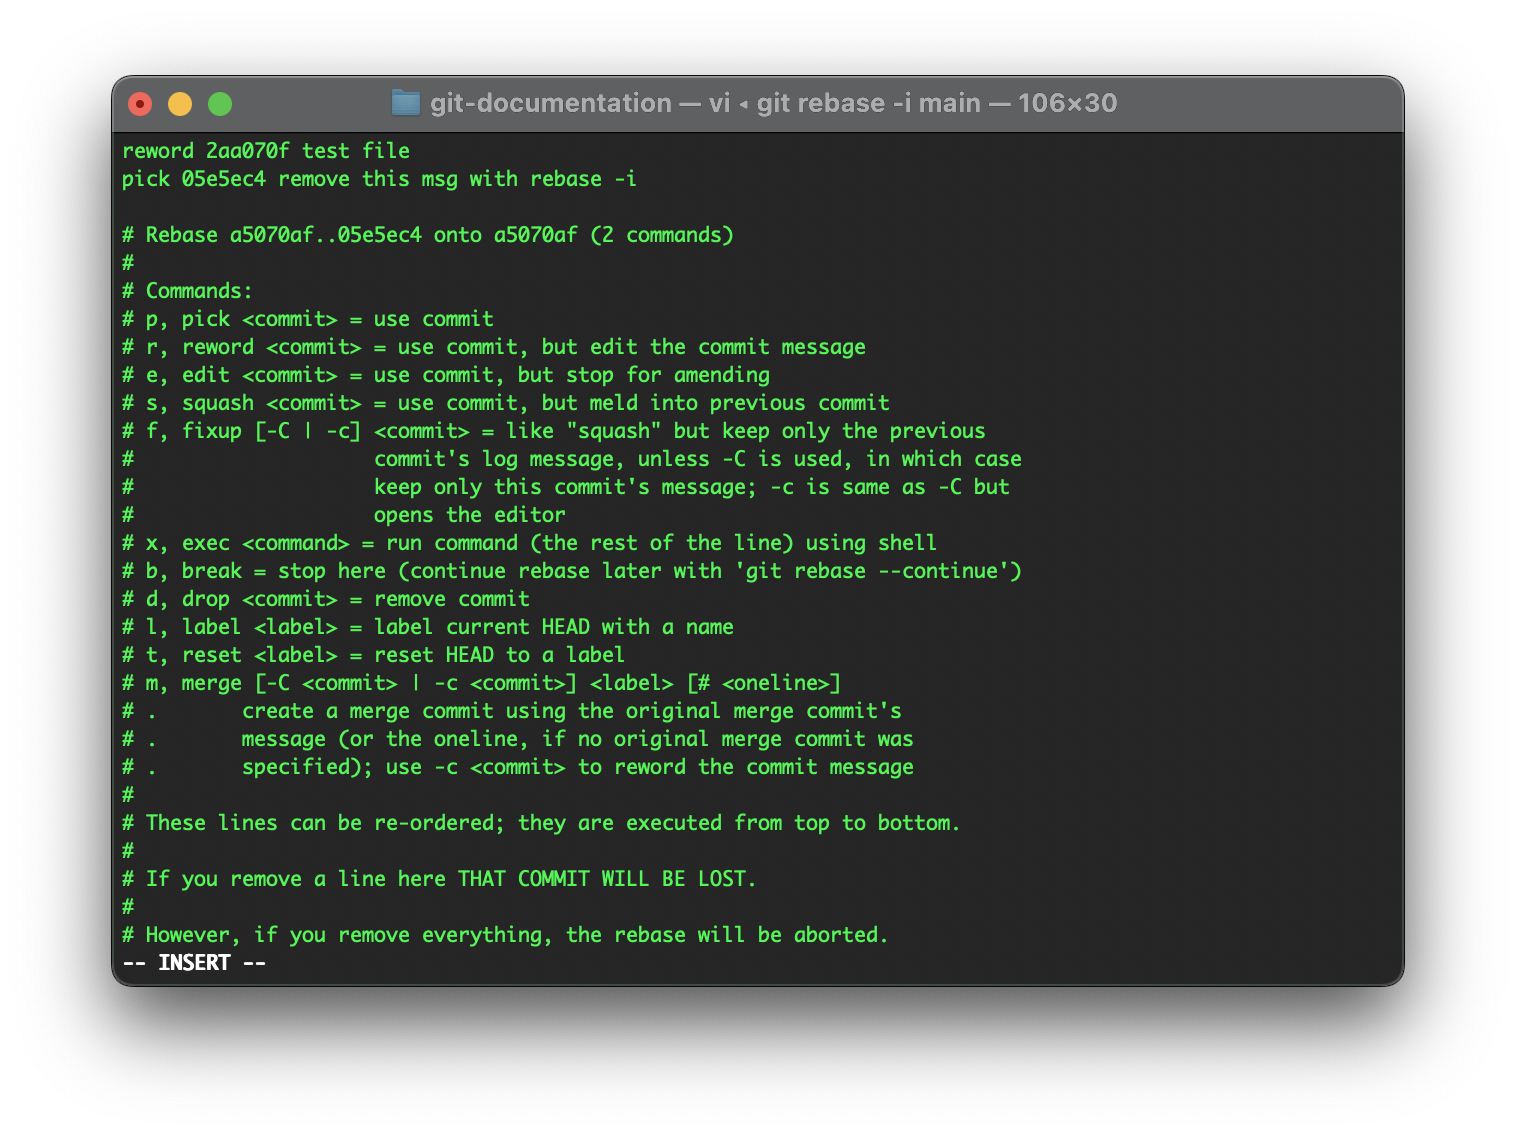 git-documentation — vi ◂ git rebase -i main — 106×30
reword 2aa070f test file
pick 05e5ec4 remove this msg with rebase -i

# Rebase a5070af..05e5ec4 onto a5070af (2 commands)
#
# Commands:
# p, pick <commit> = use commit
# r, reword <commit> = use commit, but edit the commit message
# e, edit <commit> = use commit, but stop for amending
# s, squash <commit> = use commit, but meld into previous commit
# f, fixup [-C | -c] <commit> = like "squash" but keep only the previous
#                    commit's log message, unless -C is used, in which case
#                    keep only this commit's message; -c is same as -C but
#                    opens the editor
# x, exec <command> = run command (the rest of the line) using shell
# b, break = stop here (continue rebase later with 'git rebase --continue')
# d, drop <commit> = remove commit
# l, label <label> = label current HEAD with a name
# t, reset <label> = reset HEAD to a label
# m, merge [-C <commit> | -c <commit>] <label> [# <oneline>]
# .       create a merge commit using the original merge commit's
# .       message (or the oneline, if no original merge commit was
# .       specified); use -c <commit> to reword the commit message
#
# These lines can be re-ordered; they are executed from top to bottom.
#
# If you remove a line here THAT COMMIT WILL BE LOST.
#
# However, if you remove everything, the rebase will be aborted.
-- INSERT --